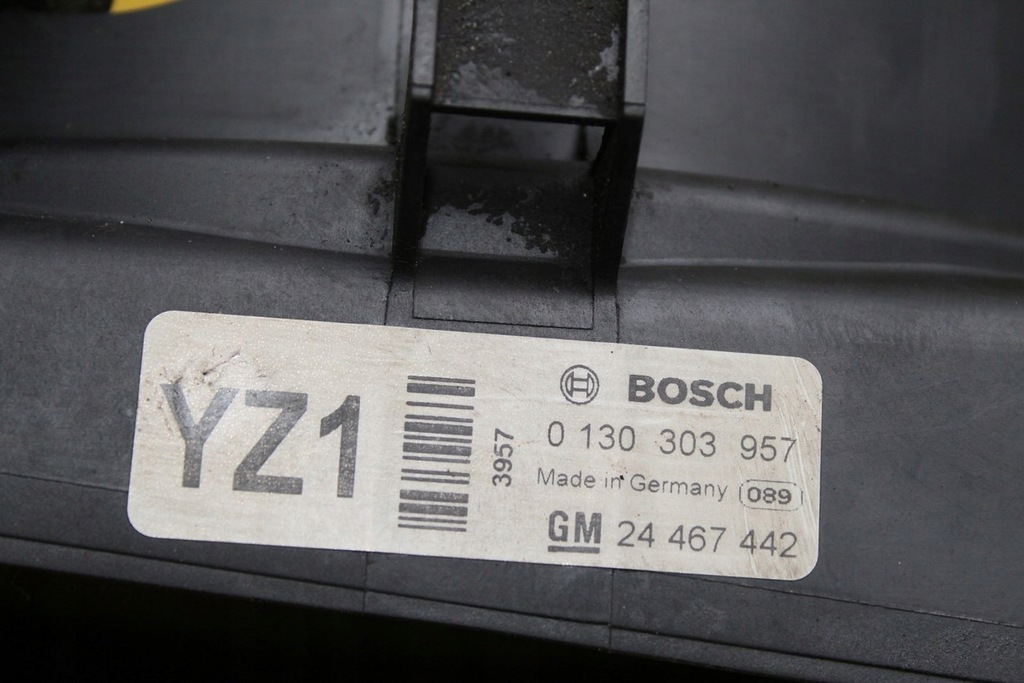 YZ1
3957
BOSCH
0 130 303 957
Made in Germany 089
GM 24 467 442